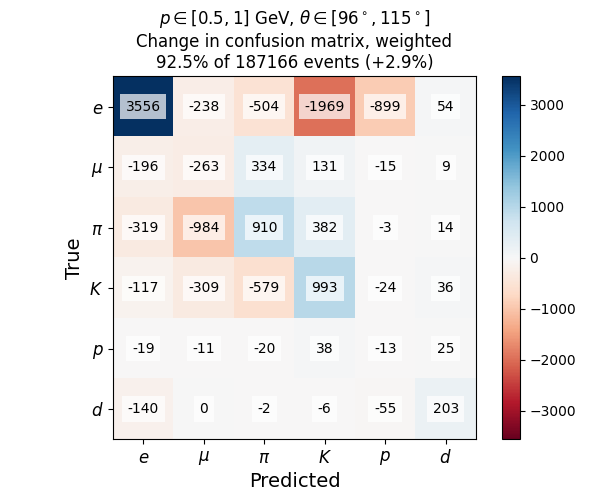 p ∈ [0.5, 1] GeV, θ ∈ [96°, 115°]
Change in confusion matrix, weighted
92.5% of 187166 events (+2.9%)
True
e 3556 -238 -504 -1969 -899 54
μ -196 -263 334 131 -15 9
π -319 -984 910 382 -3 14
K -117 -309 -579 993 -24 36
p -19 -11 -20 38 -13 25
d -140 0 -2 -6 -55 203
e μ π K p d
Predicted
3000
2000
1000
0
−1000
−2000
−3000